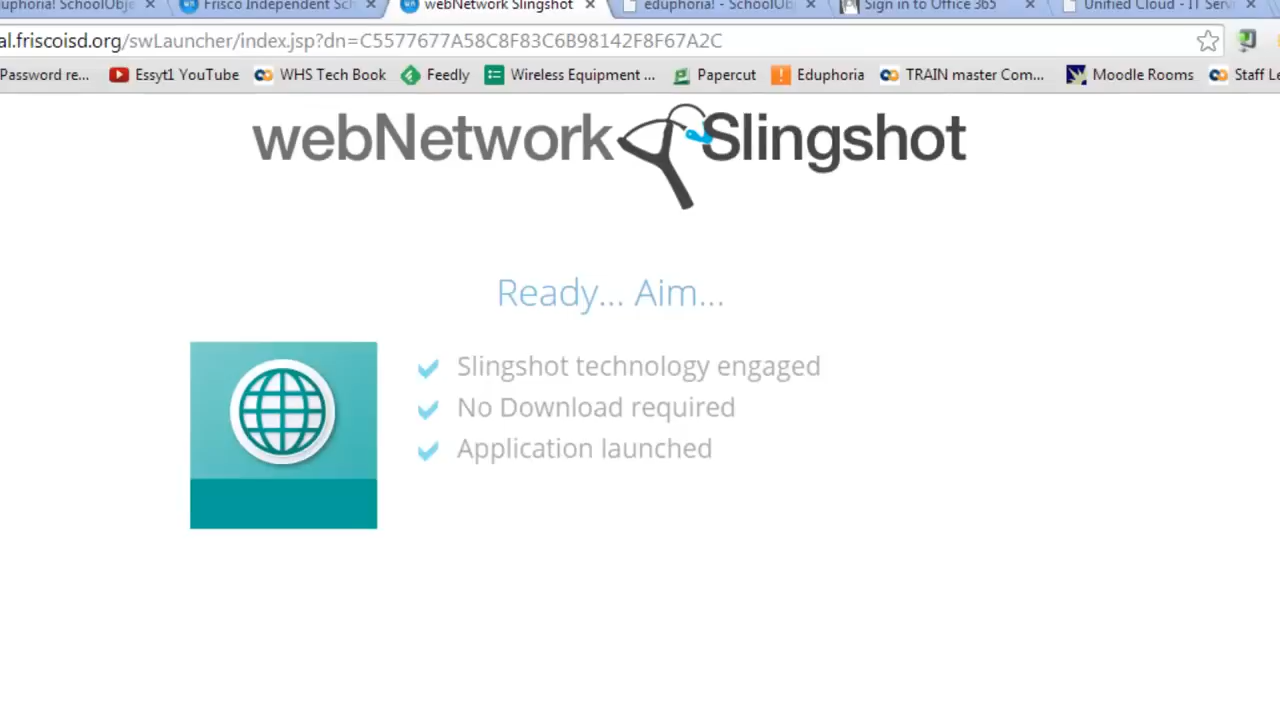 uphoria! SchoolObje
Frisco Independent Sch
webNetwork Slingshot
eduphoria! - SchoolOb
Sign in to Office 365
Unified Cloud - IT Serv
al.friscoisd.org/swLauncher/index.jsp?dn=C5577677A58C8F83C6B98142F8F67A2C
Password re...
Essyt1 YouTube
WHS Tech Book
Feedly
Wireless Equipment ...
Papercut
Eduphoria
TRAIN master Com...
Moodle Rooms
Staff Le
webNetwork Slingshot
Ready... Aim...
Slingshot technology engaged
No Download required
Application launched